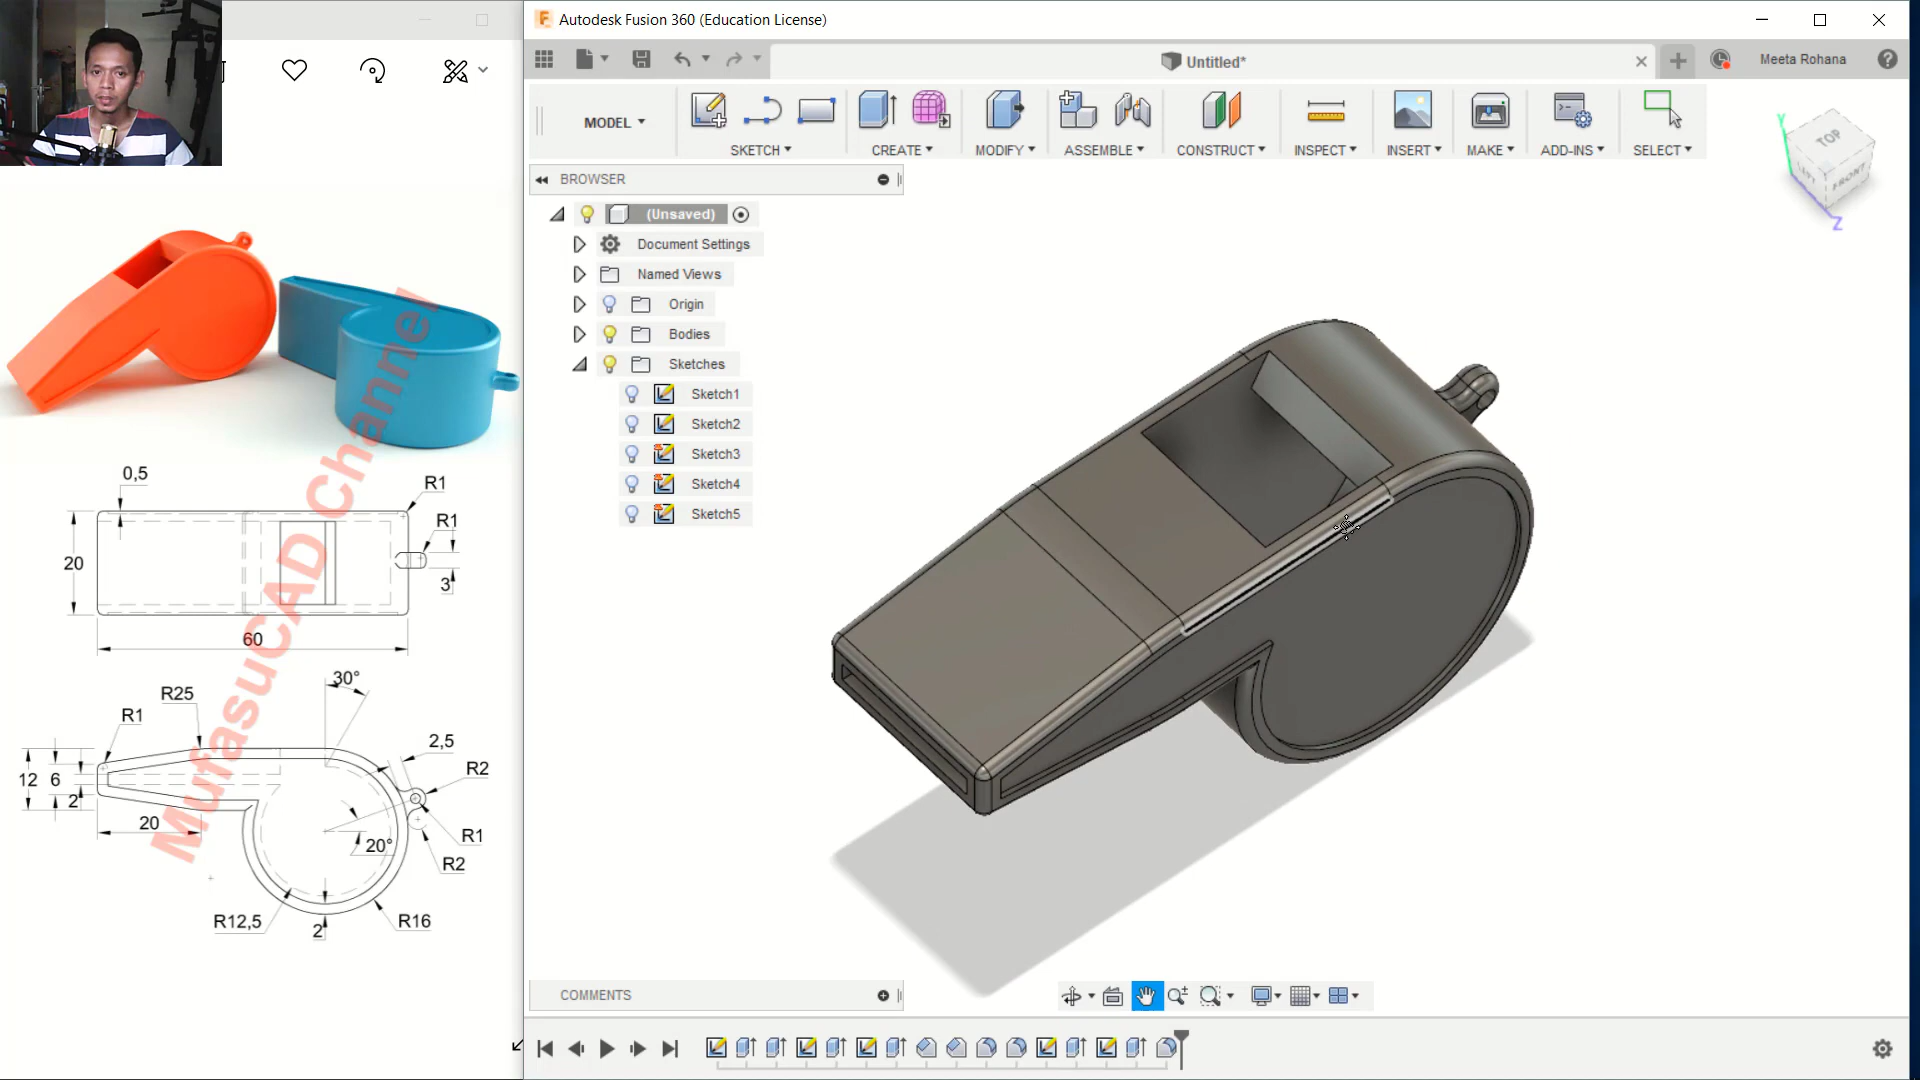 Autodesk Fusion 360 (Education License)
Untitled*
Meeta Rohana
MODEL
SKETCH
CREATE
MODIFY
ASSEMBLE
CONSTRUCT
INSPECT
INSERT
MAKE
ADD-INS
SELECT
BROWSER
(Unsaved)
Document Settings
Named Views
Origin
Bodies
Sketches
Sketch1
Sketch2
Sketch3
Sketch4
Sketch5
Y
TOP
LEFT
FRONT
Z
MufasuCAD Channel
0,5
R1
R1
20
3
60
30°
R25
R1
2,5
R2
12
6
2
20
R1
20°
R2
R12,5
2
R16
COMMENTS